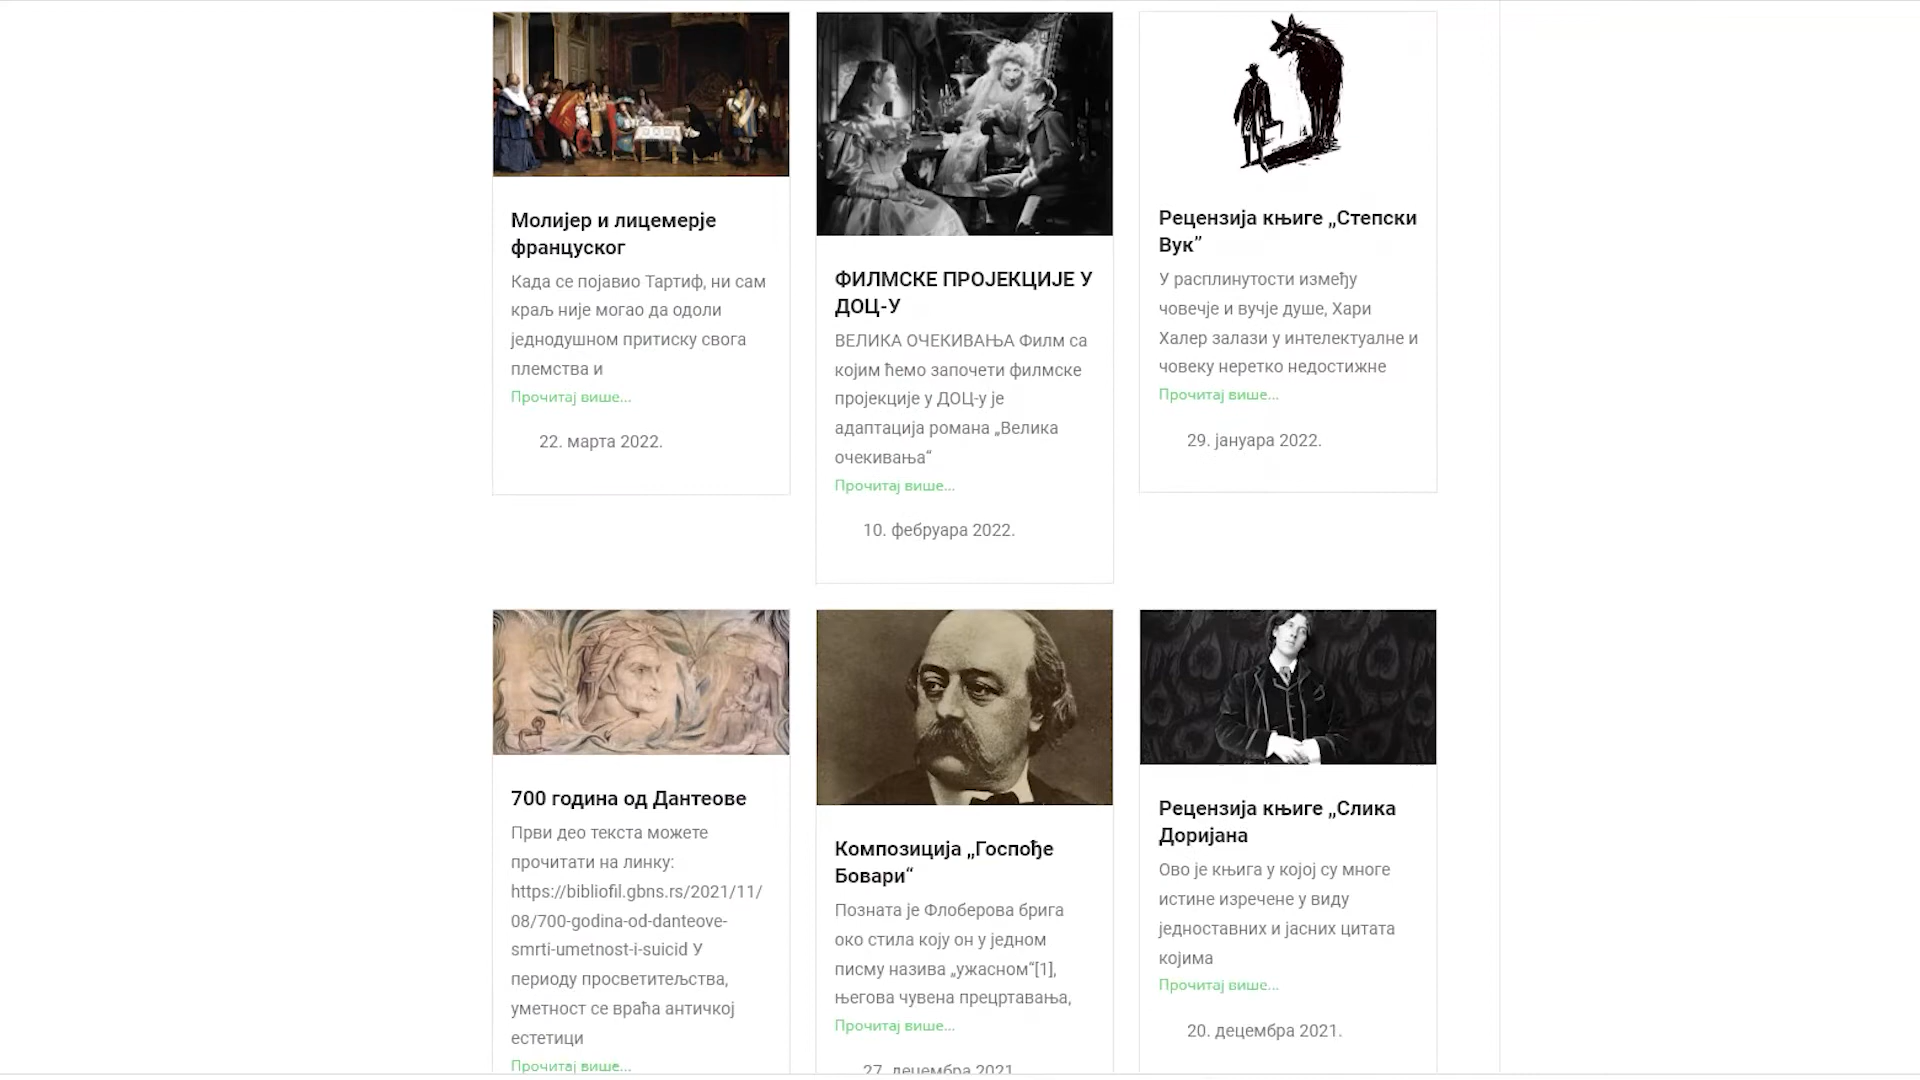 Молијер и лицемерје
француског
Када се појавио Тартиф, ни сам
краљ није могао да одоли
једнодушном притиску свога
племства и
Прочитај више...
22. марта 2022.
ФИЛМСКЕ ПРОЈЕКЦИЈЕ У
ДОЦ-У
ВЕЛИКА ОЧЕКИВАЊА Филм са
којим ћемо започети филмске
пројекције у ДОЦ-у је
адаптација романа „Велика
очекивања“
Прочитај више...
10. фебруара 2022.
Рецензија књиге „Степски
Вук”
У расплинутости између
човечје и вучје душе, Хари
Халер залази у интелектуалне и
човеку неретко недостижне
Прочитај више...
29. јануара 2022.
700 година од Дантеове
Први део текста можете
прочитати на линку:
https://bibliofil.gbns.rs/2021/11/
08/700-godina-od-danteove-
smrti-umetnost-i-suicid У
периоду просветитељства,
уметност се враћа античкој
естетици
Прочитај више...
Композиција „Госпође
Бовари“
Позната је Флоберова брига
око стила коју он у једном
писму назива „ужасном“[1],
његова чувена прецртавања,
Прочитај више...
27. децембра 2021.
Рецензија књиге „Слика
Доријана
Ово је књига у којој су многе
истине изречене у виду
једноставних и јасних цитата
којима
Прочитај више...
20. децембра 2021.